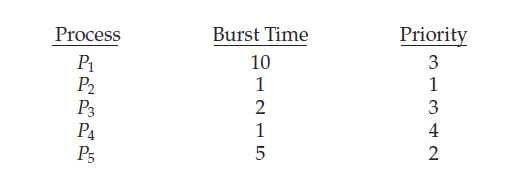 Process Burst Time Priority
P1 10 3
P2 1 1
P3 2 3
P4 1 4
P5 5 2